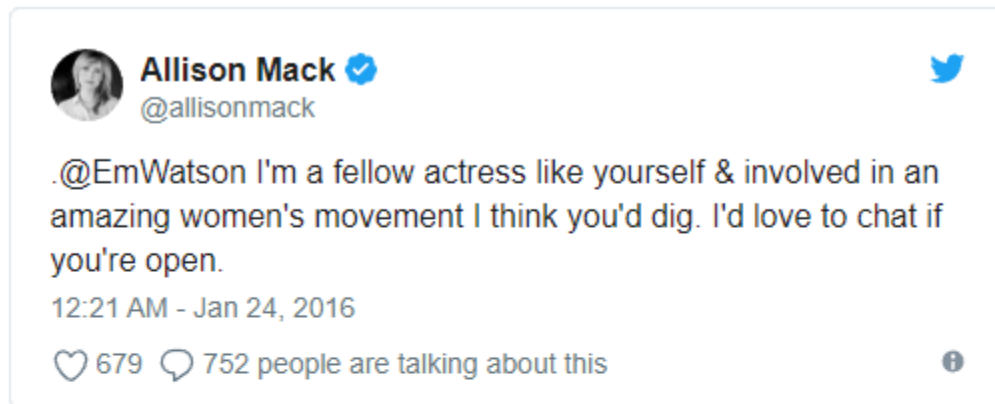 Allison Mack
@allisonmack
.@EmWatson I'm a fellow actress like yourself & involved in an
amazing women's movement I think you'd dig. I'd love to chat if
you're open.
12:21 AM - Jan 24, 2016
679 752 people are talking about this